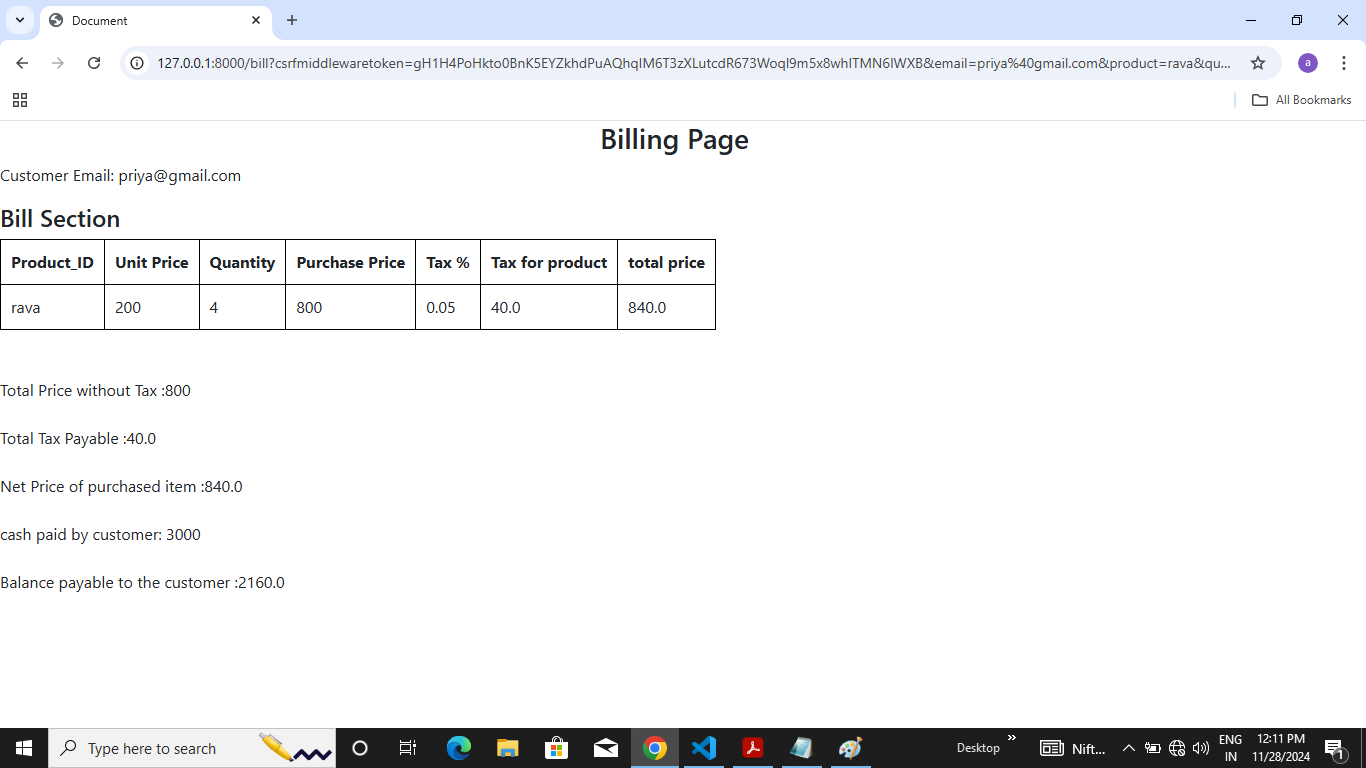 Document
127.0.0.1:8000/bill?csrfmiddlewaretoken=gH1H4PoHkto0BnK5EYZkhdPuAQhqIM6T3zXLutcdR673WoqI9m5x8whITMN6IWXB&email=priya%40gmail.com&product=rava&qu...
a
All Bookmarks
Billing Page
Customer Email: priya@gmail.com
Bill Section
Product_ID Unit Price Quantity Purchase Price Tax % Tax for product total price
rava 200 4 800 0.05 40.0 840.0
Total Price without Tax :800
Total Tax Payable :40.0
Net Price of purchased item :840.0
cash paid by customer: 3000
Balance payable to the customer :2160.0
Type here to search
Desktop
Nift...
ENG
IN
12:11 PM
11/28/2024
1